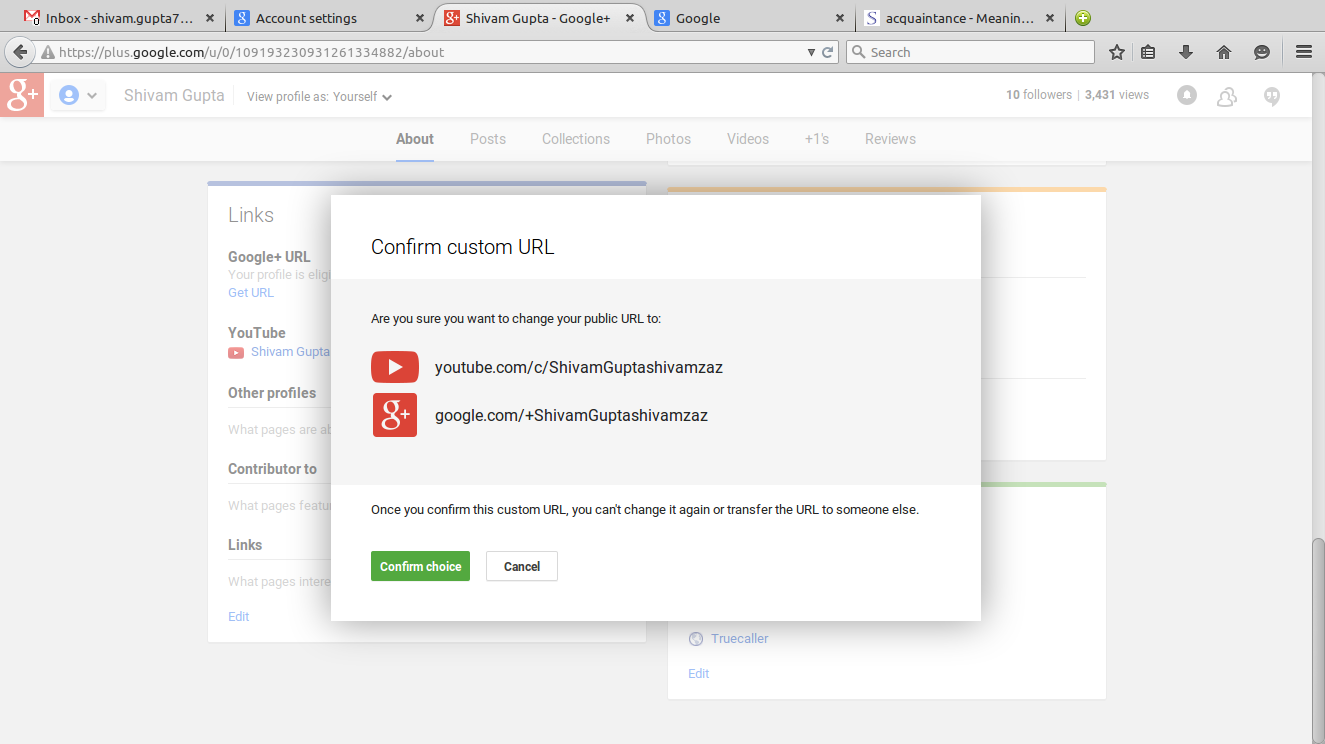 Inbox - shivam.gupta7... Account settings Shivam Gupta - Google+ Google acquaintance - Meanin...
https://plus.google.com/u/0/109193230931261334882/about Search
g+ Shivam Gupta View profile as: Yourself 10 followers | 3,431 views
About Posts Collections Photos Videos +1's Reviews
Links
Google+ URL
Your profile is elig
Get URL
YouTube
Shivam Gupta
Other profiles
What pages are ab
Contributor to
What pages featu
Links
What pages intere
Edit
Confirm custom URL
Are you sure you want to change your public URL to:
youtube.com/c/ShivamGuptashivamzaz
g+ google.com/+ShivamGuptashivamzaz
Once you confirm this custom URL, you can't change it again or transfer the URL to someone else.
Confirm choice Cancel
Truecaller
Edit